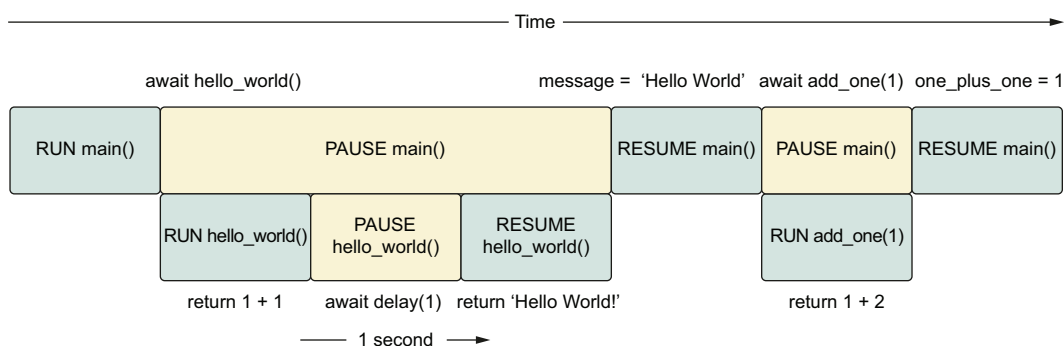 Time
await hello_world()
message = 'Hello World'
await add_one(1)
one_plus_one = 1
RUN main()
PAUSE main()
RESUME main()
PAUSE main()
RESUME main()
RUN hello_world()
PAUSE
hello_world()
RESUME
hello_world()
RUN add_one(1)
return 1 + 1
await delay(1)
return 'Hello World!'
return 1 + 2
1 second